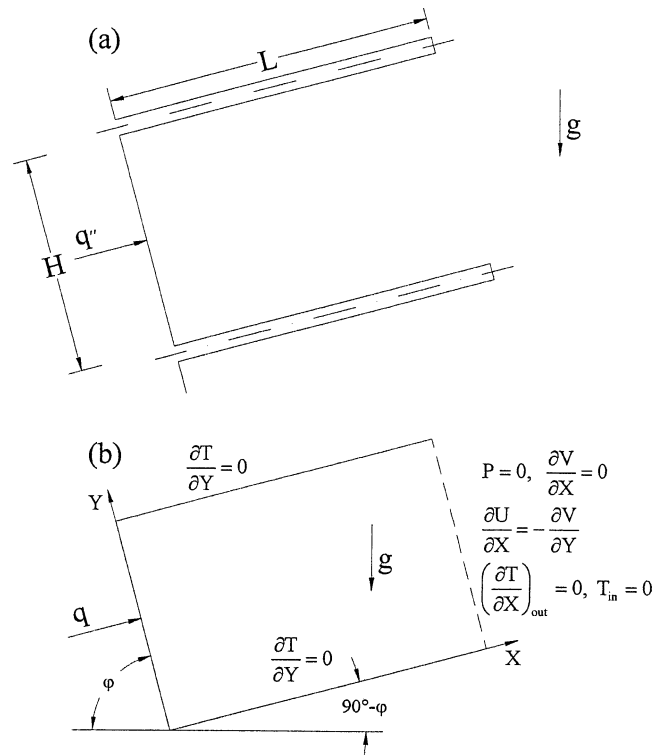 (a)
L
g
q″
H
(b)
∂T/∂Y = 0
P = 0, ∂V/∂X = 0
Y
∂U/∂X = −∂V/∂Y
g
(∂T/∂X)out = 0, Tin = 0
q
∂T/∂Y = 0
X
φ
90°-φ